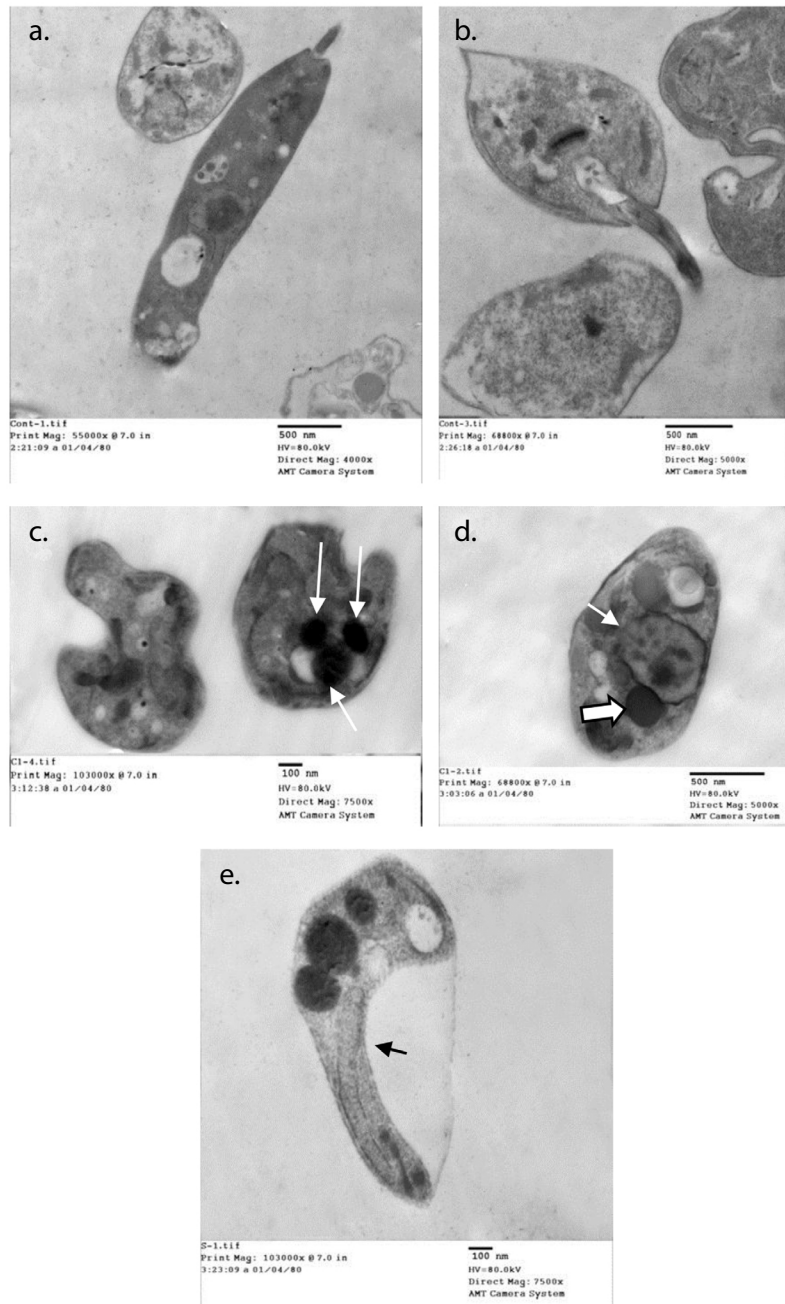 a.
Cont-1.tif
Print Mag: 55000x @ 7.0 in
2:21:09 a 01/04/80
500 nm
HV=80.0kV
Direct Mag: 4000x
AMT Camera System
b.
Cont-3.tif
Print Mag: 68800x @ 7.0 in
2:26:18 a 01/04/80
500 nm
HV=80.0kV
Direct Mag: 5000x
AMT Camera System
c.
C1-4.tif
Print Mag: 103000x @ 7.0 in
3:12:38 a 01/04/80
100 nm
HV=80.0kV
Direct Mag: 7500x
AMT Camera System
d.
C1-2.tif
Print Mag: 68800x @ 7.0 in
3:03:06 a 01/04/80
500 nm
HV=80.0kV
Direct Mag: 5000x
AMT Camera System
e.
S-1.tif
Print Mag: 103000x @ 7.0 in
3:23:09 a 01/04/80
100 nm
HV=80.0kV
Direct Mag: 7500x
AMT Camera System